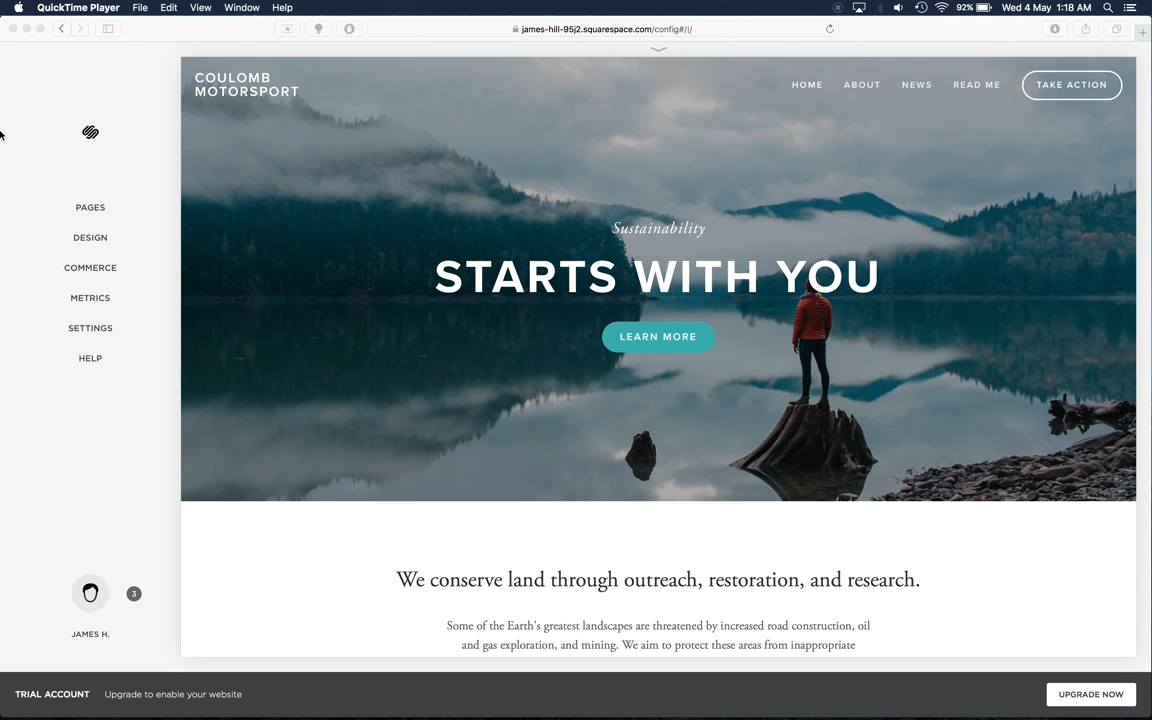 QuickTime Player File Edit View Window Help 92% Wed 4 May 1:18 AM
james-hill-95j2.squarespace.com/config#/|/
COULOMB
MOTORSPORT
HOME ABOUT NEWS READ ME TAKE ACTION
PAGES
DESIGN
COMMERCE
METRICS
SETTINGS
HELP
Sustainability
STARTS WITH YOU
LEARN MORE
We conserve land through outreach, restoration, and research.
Some of the Earth's greatest landscapes are threatened by increased road construction, oil
and gas exploration, and mining. We aim to protect these areas from inappropriate
3
JAMES H.
TRIAL ACCOUNT Upgrade to enable your website UPGRADE NOW